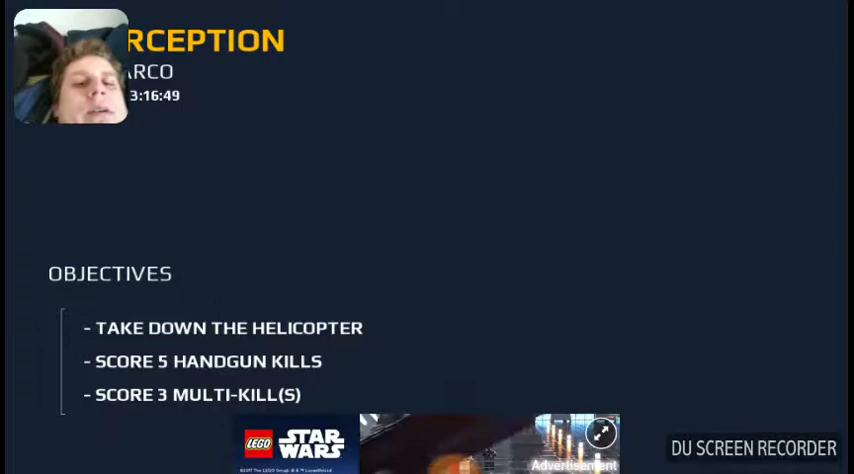 RCEPTION
ARCO
3:16:49
OBJECTIVES
- TAKE DOWN THE HELICOPTER
- SCORE 5 HANDGUN KILLS
- SCORE 3 MULTI-KILL(S)
LEGO STAR WARS
Advertisement
DU SCREEN RECORDER